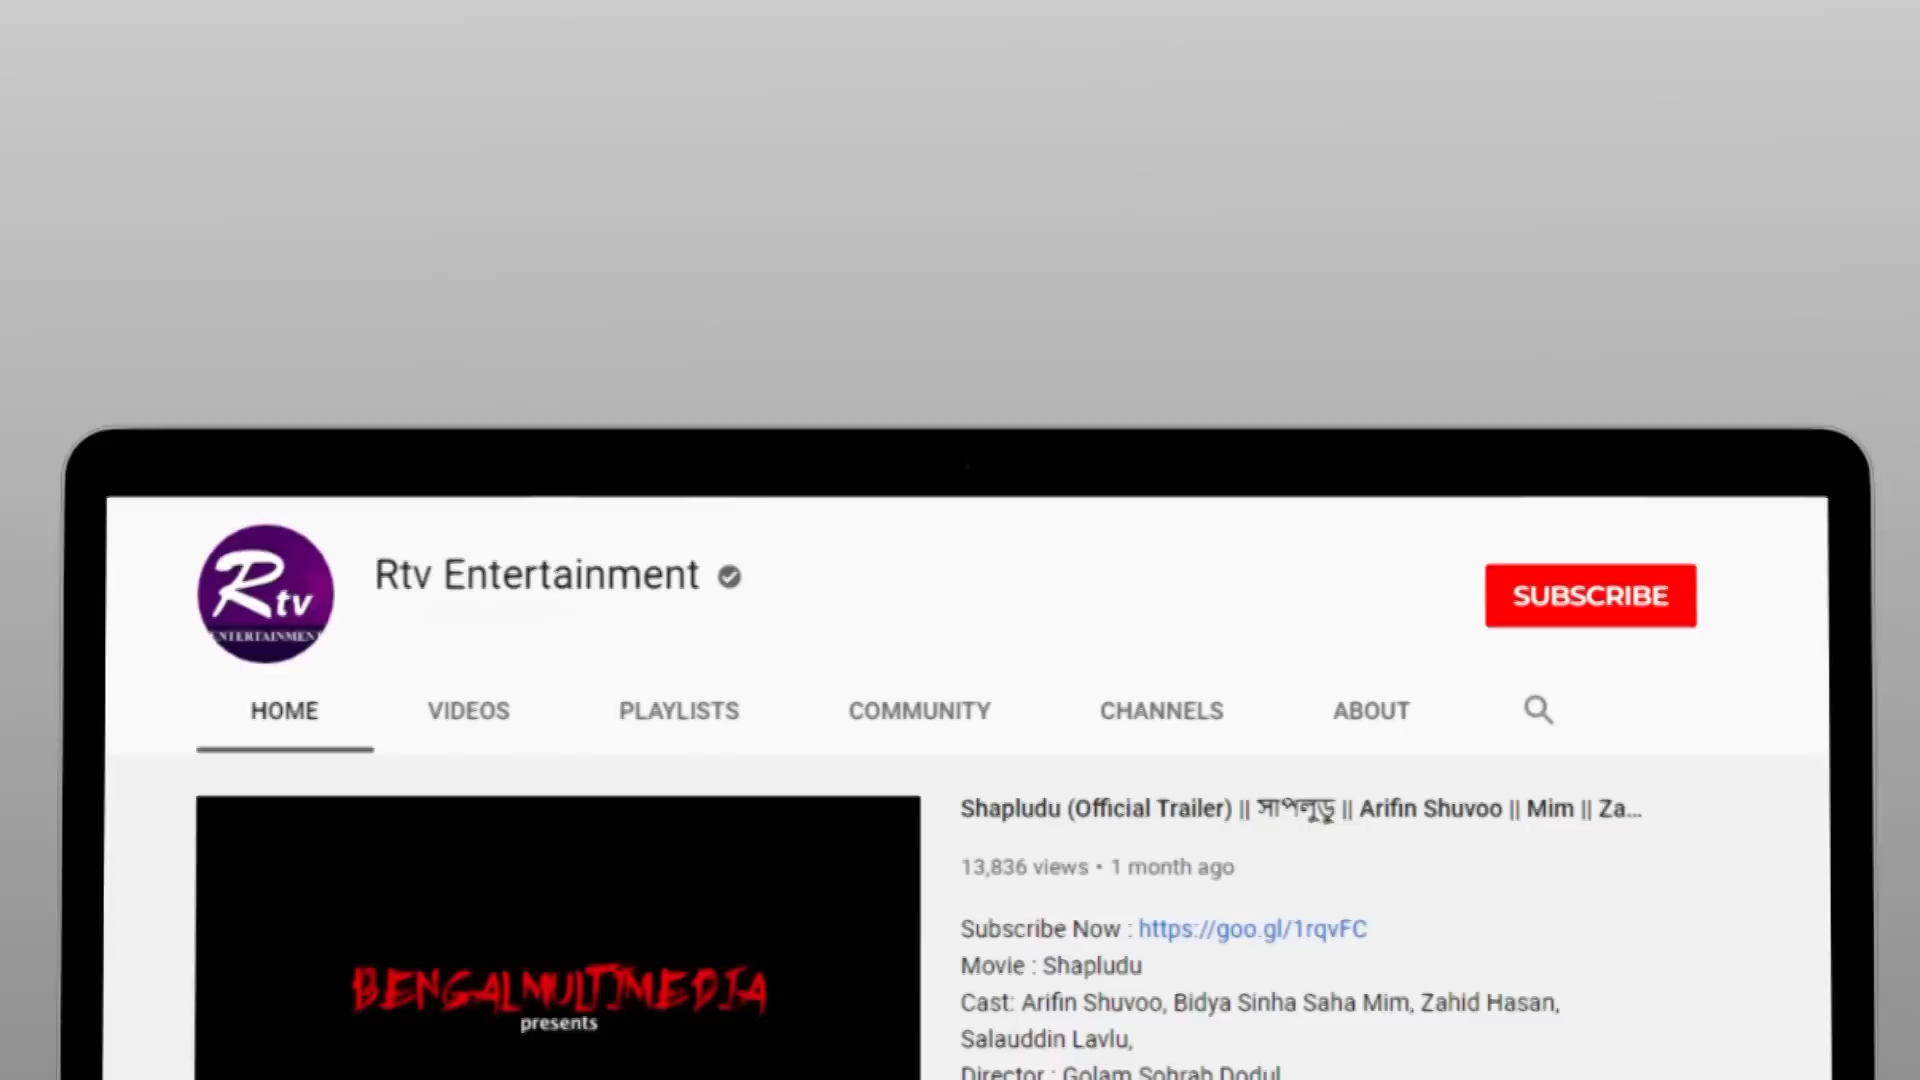 Rtv
ENTERTAINMENT
Rtv Entertainment
SUBSCRIBE
HOME VIDEOS PLAYLISTS COMMUNITY CHANNELS ABOUT
Shapludu (Official Trailer) || সাপলুডু || Arifin Shuvoo || Mim || Za...
13,836 views • 1 month ago
Subscribe Now : https://goo.gl/1rqvFC
Movie : Shapludu
Cast: Arifin Shuvoo, Bidya Sinha Saha Mim, Zahid Hasan,
Salauddin Lavlu,
Director : Golam Sohrab Dodul
BENGALMULTIMEDIA
presents